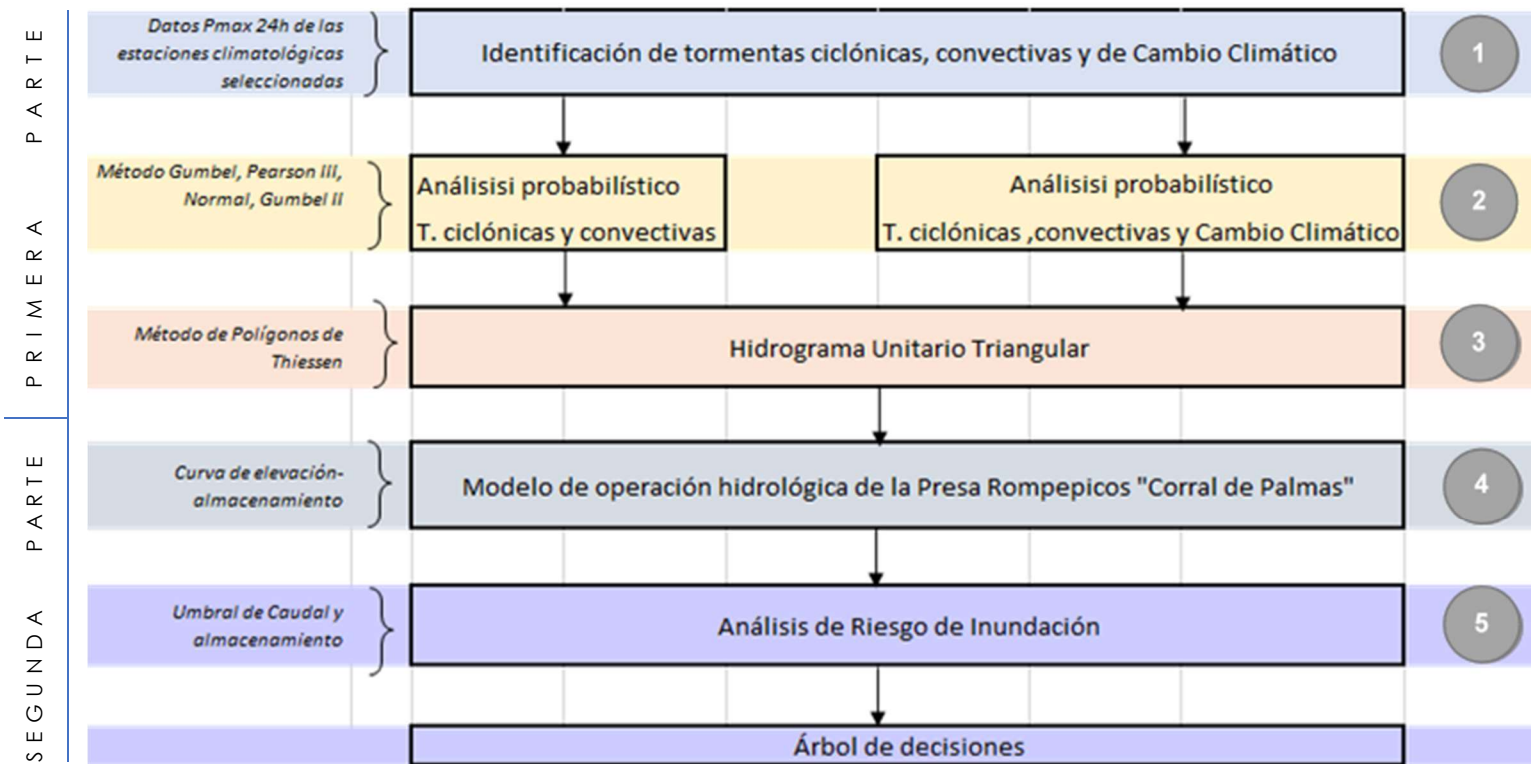 PRIMERA PARTE
Datos Pmax 24h de las
estaciones climatológicas
seleccionadas
Identificación de tormentas ciclónicas, convectivas y de Cambio Climático
1
Método Gumbel, Pearson III,
Normal, Gumbel II
Análisisi probabilístico
T. ciclónicas y convectivas
Análisisi probabilístico
T. ciclónicas ,convectivas y Cambio Climático
2
Método de Polígonos de
Thiessen
Hidrograma Unitario Triangular
3
SEGUNDA PARTE
Curva de elevación-
almacenamiento
Modelo de operación hidrológica de la Presa Rompepicos "Corral de Palmas"
4
Umbral de Caudal y
almacenamiento
Análisis de Riesgo de Inundación
5
Árbol de decisiones